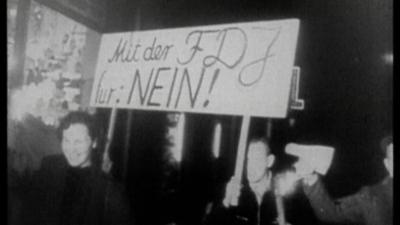 Mit der FDJ
für: NEIN!